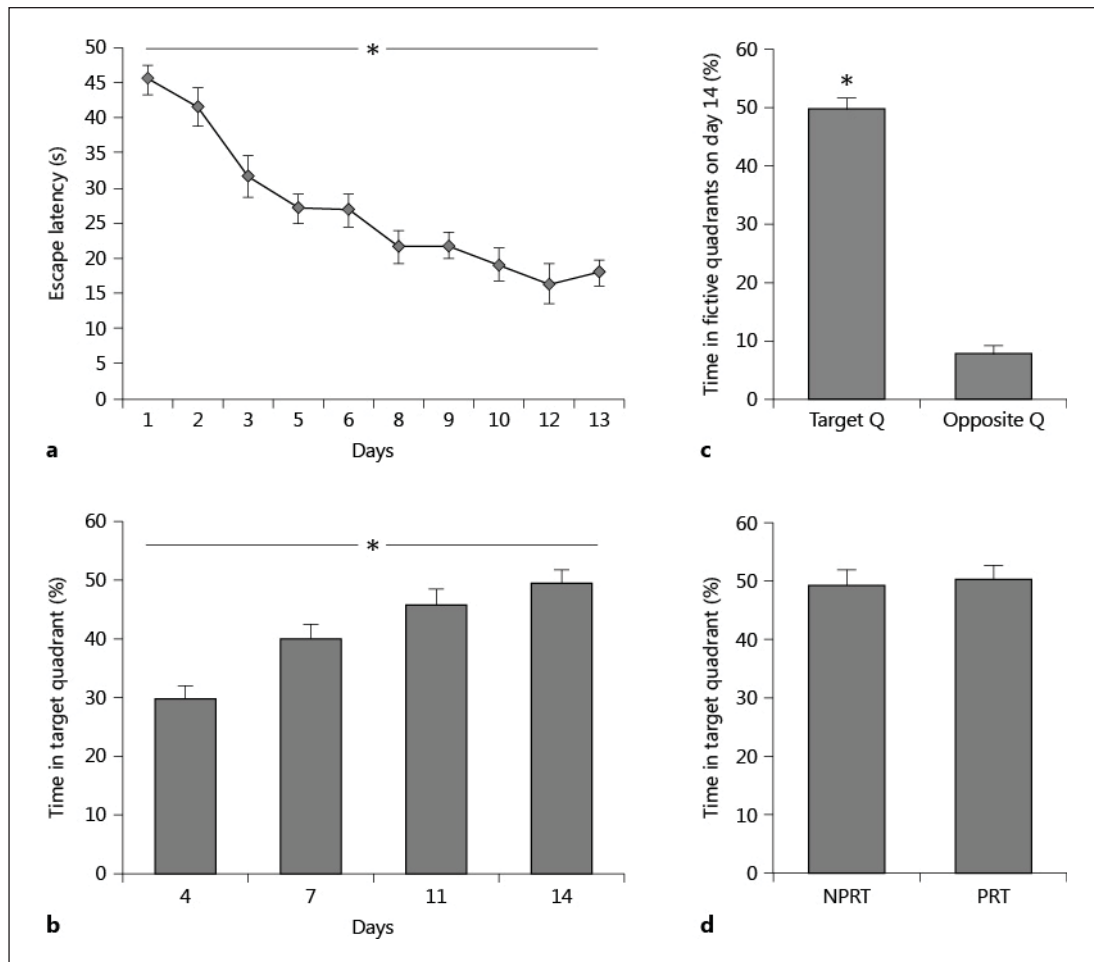 *
50
45
40
35
30
25
20
15
10
5
0
Escape latency (s)
1 2 3 5 6 8 9 10 12 13
Days
a
60
50
40
30
20
10
0
Time in fictive quadrants on day 14 (%)
*
Target Q Opposite Q
c
60
50
40
30
20
10
0
Time in target quadrant (%)
*
4 7 11 14
Days
b
60
50
40
30
20
10
0
Time in target quadrant (%)
NPRT PRT
d